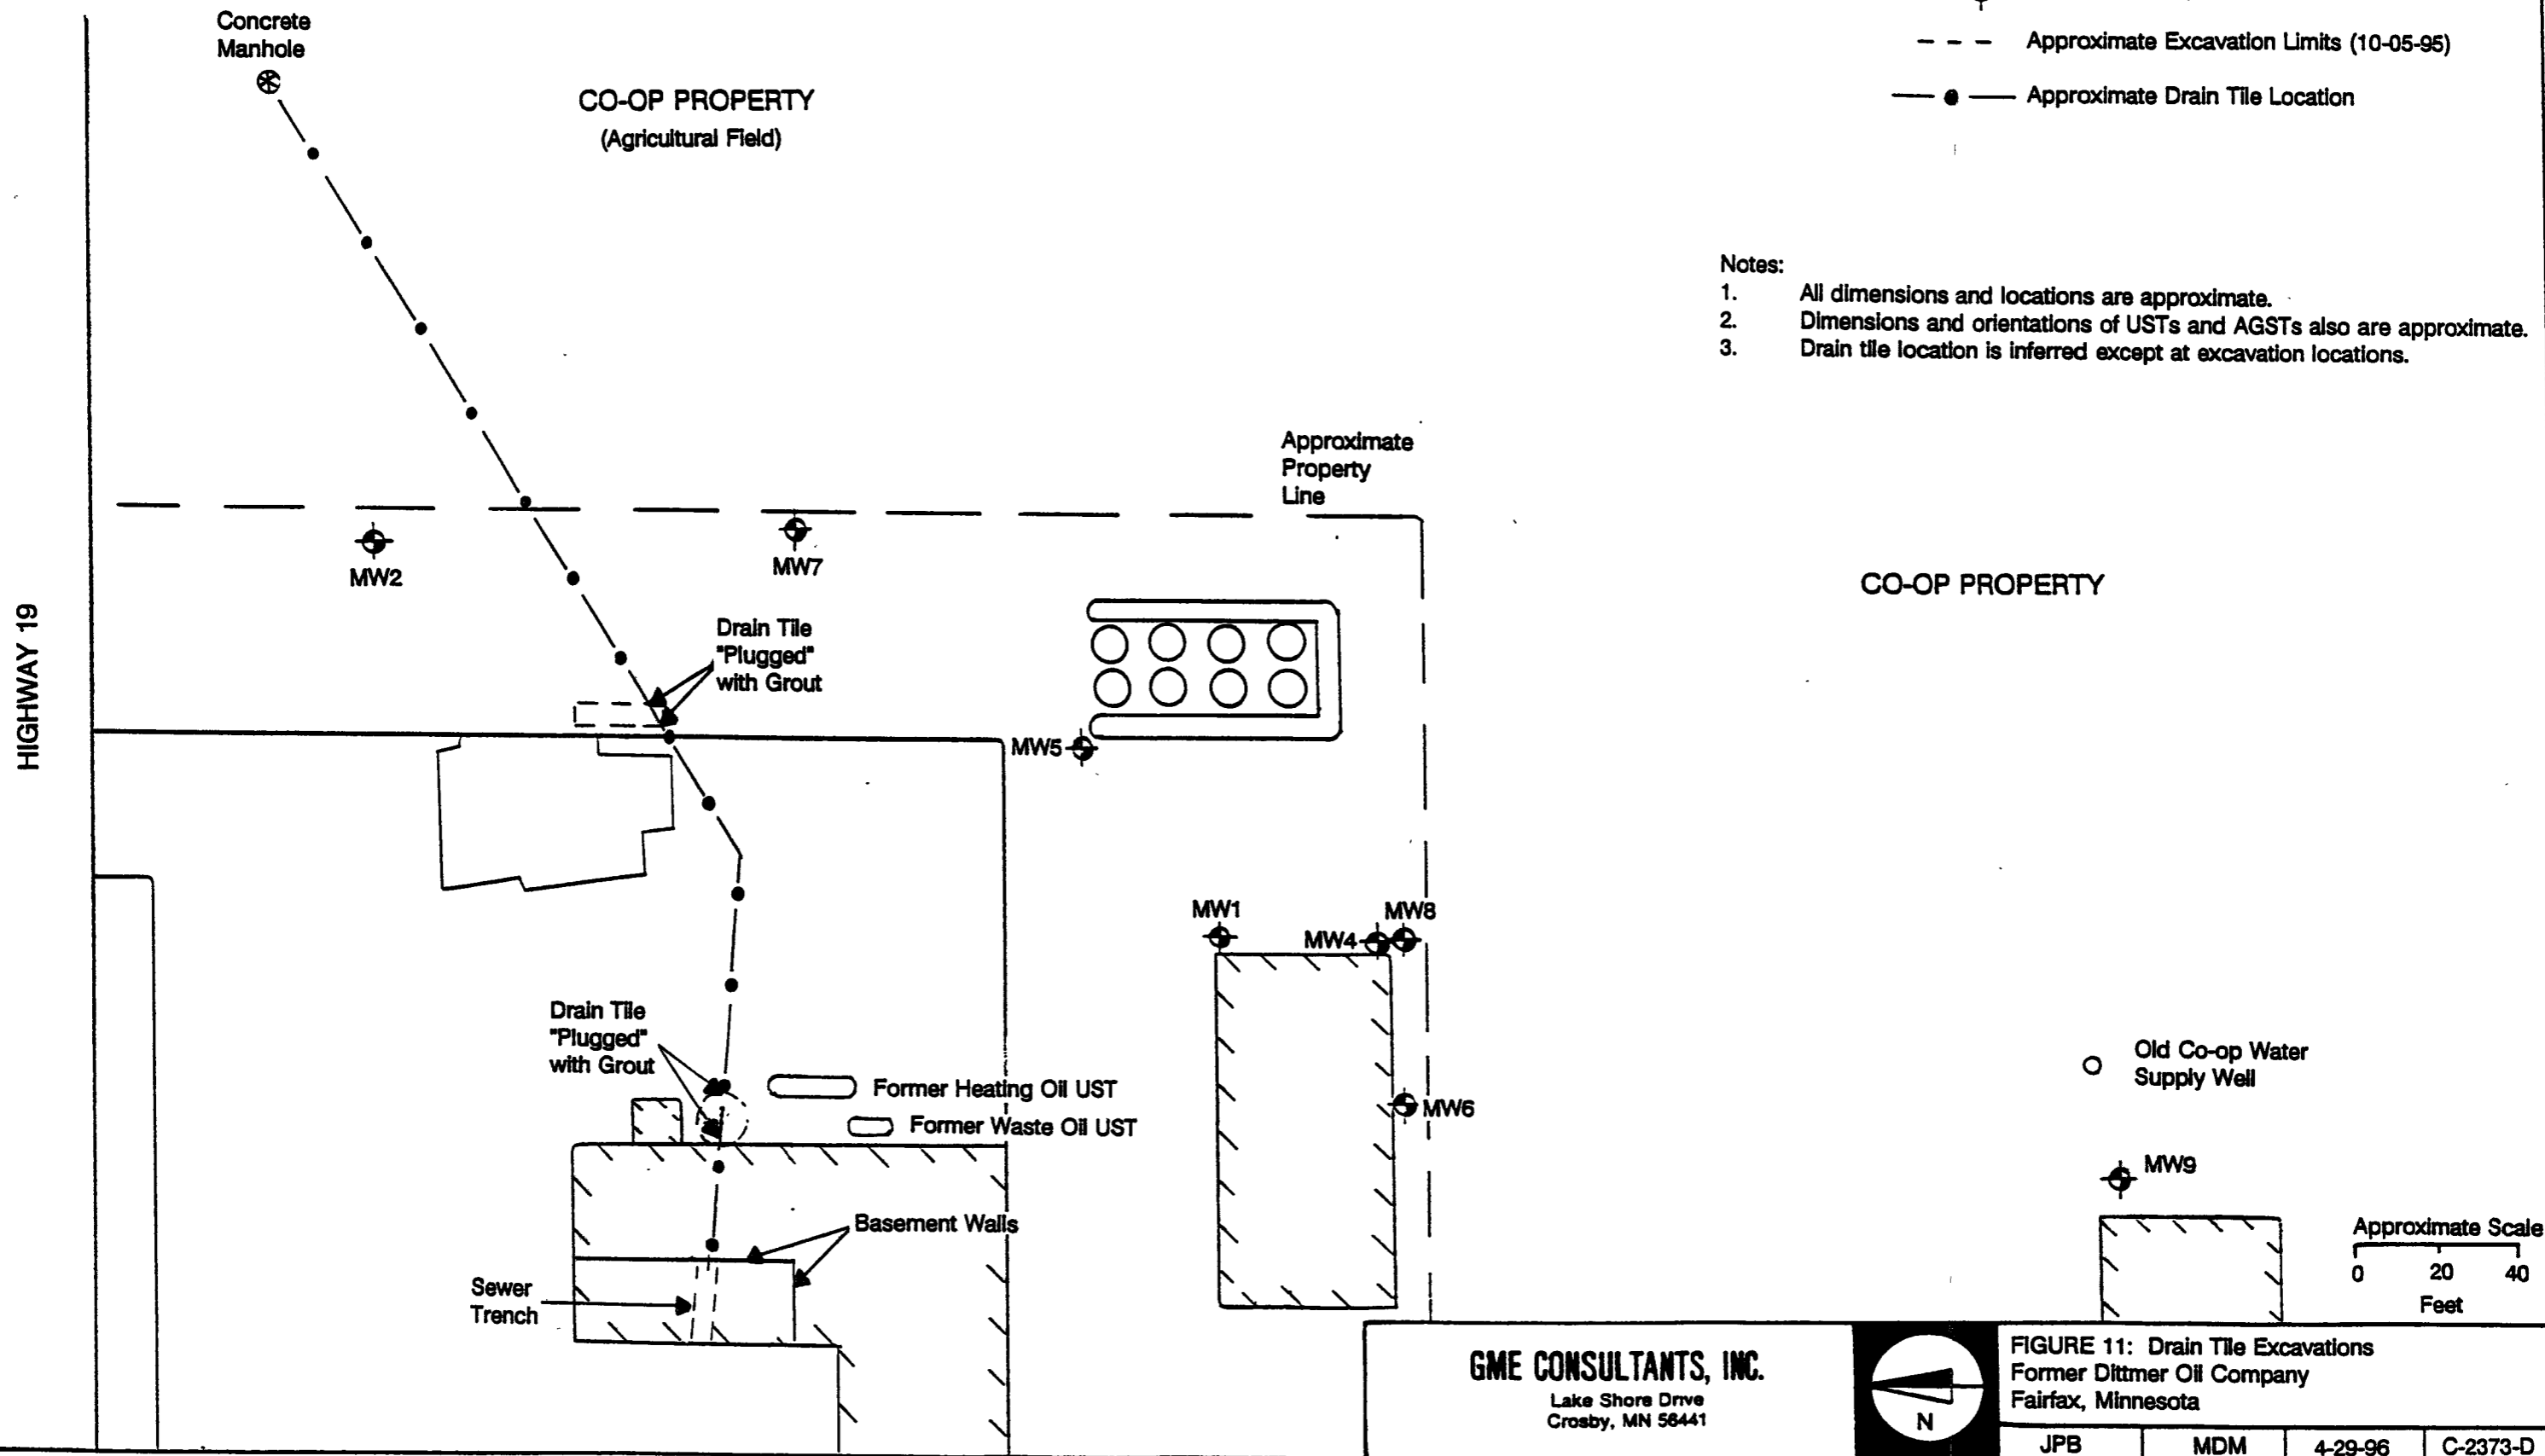 Concrete
Manhole
CO-OP PROPERTY
(Agricultural Field)
- - - Approximate Excavation Limits (10-05-95)
Approximate Drain Tile Location
Notes:
1. All dimensions and locations are approximate.
2. Dimensions and orientations of USTs and AGSTs also are approximate.
3. Drain tile location is inferred except at excavation locations.
Approximate
Property
Line
MW2
MW7
CO-OP PROPERTY
HIGHWAY 19
Drain Tile
"Plugged"
with Grout
MW5
MW1
MW8
MW4
Drain Tile
"Plugged"
with Grout
Former Heating Oil UST
Former Waste Oil UST
MW6
Old Co-op Water
Supply Well
MW9
Basement Walls
Sewer
Trench
Approximate Scale
0 20 40
Feet
GME CONSULTANTS, INC.
Lake Shore Drive
Crosby, MN 56441
N
FIGURE 11: Drain Tile Excavations
Former Dittmer Oil Company
Fairfax, Minnesota
JPB MDM 4-29-96 C-2373-D